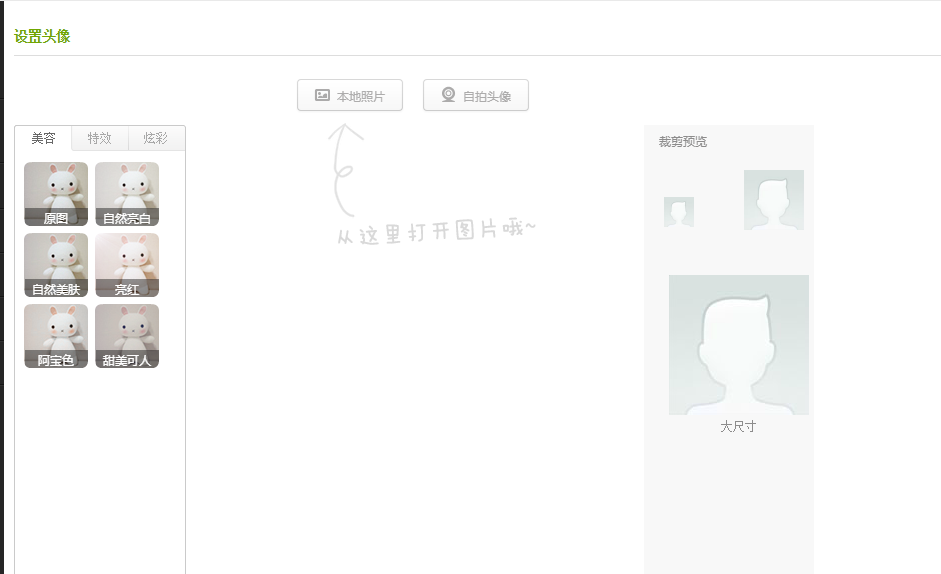 设置头像
本地照片 自拍头像
美容 特效 炫彩
裁剪预览
原图 自然亮白
从这里打开图片哦~
自然美肤 亮红
阿宝色 甜美可人
大尺寸